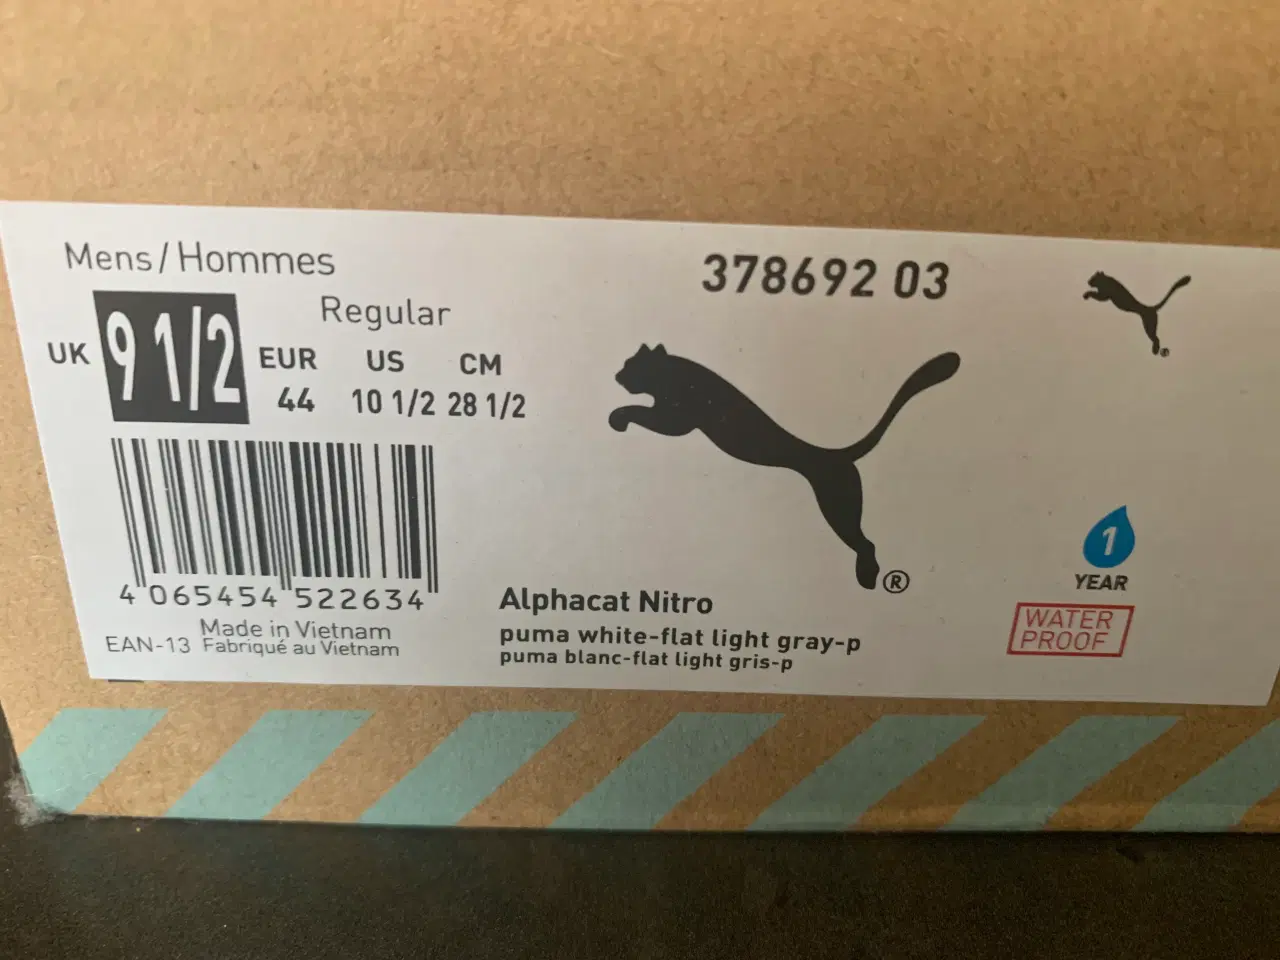 Mens/Hommes
Regular
UK 9 1/2 EUR US CM
44 10 1/2 28 1/2
4 065454 522634
EAN-13
Made in Vietnam
Fabriqué au Vietnam
378692 03
®
Alphacat Nitro
puma white-flat light gray-p
puma blanc-flat light gris-p
®
1
YEAR
WATER
PROOF